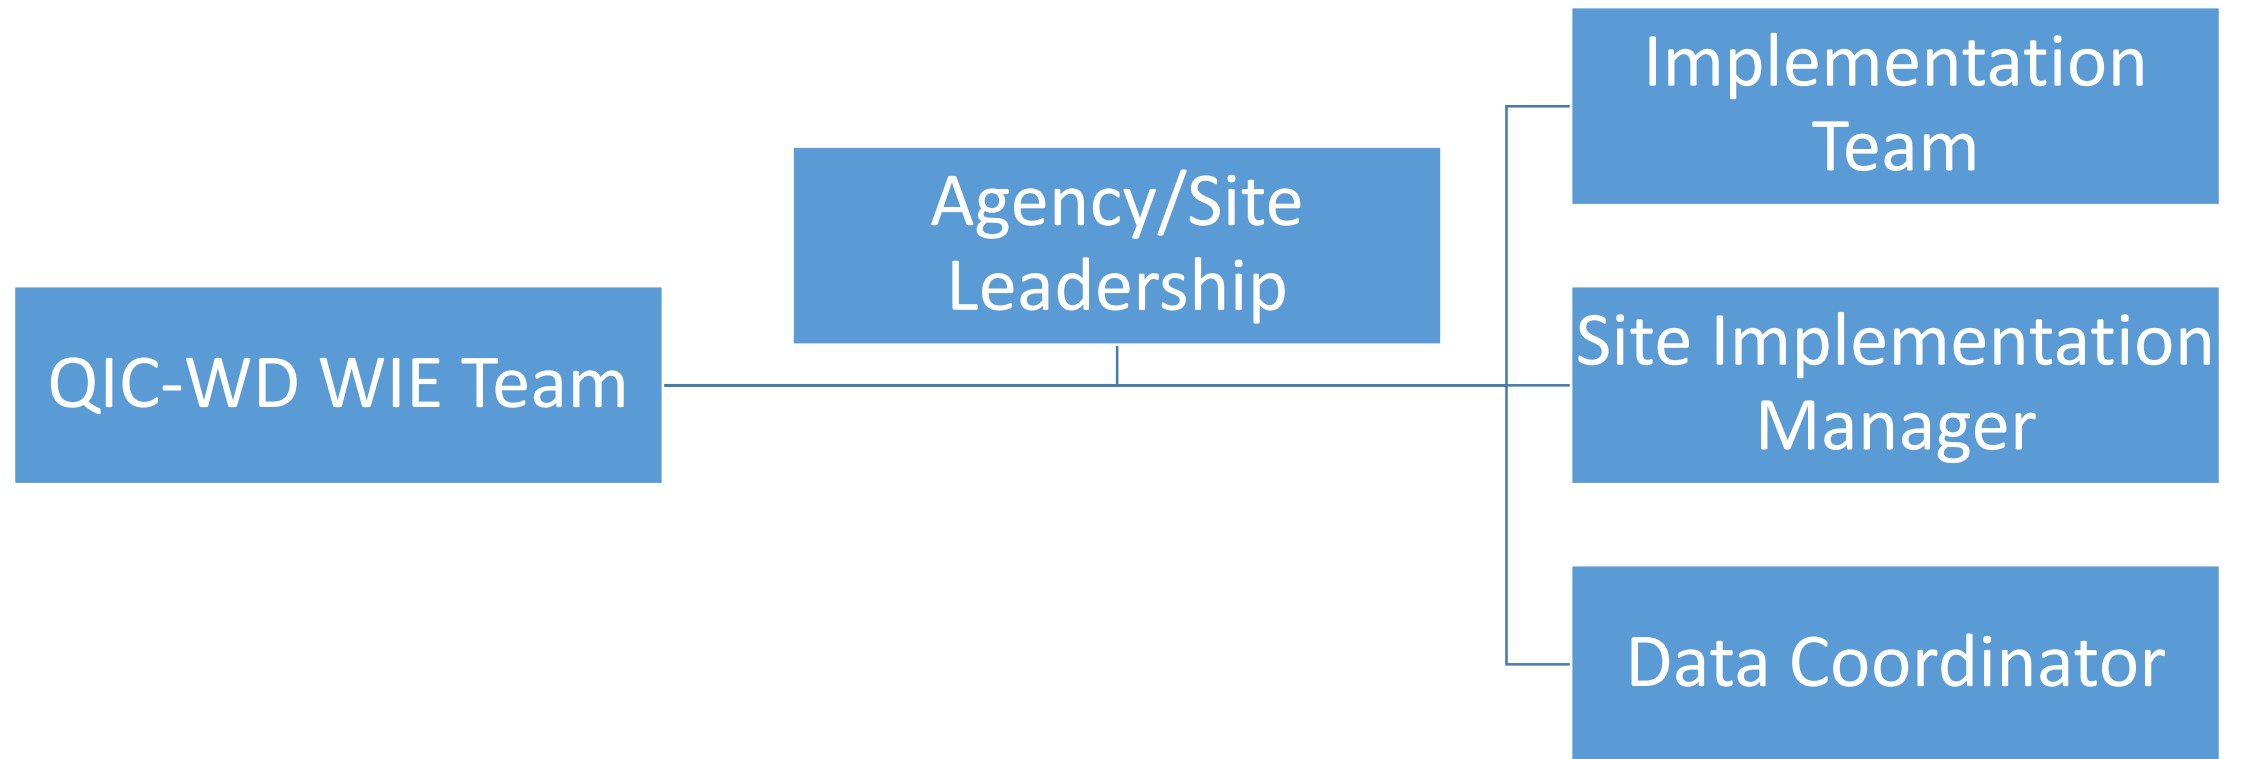 QIC-WD WIE Team
Agency/Site
Leadership
Implementation
Team
Site Implementation
Manager
Data Coordinator